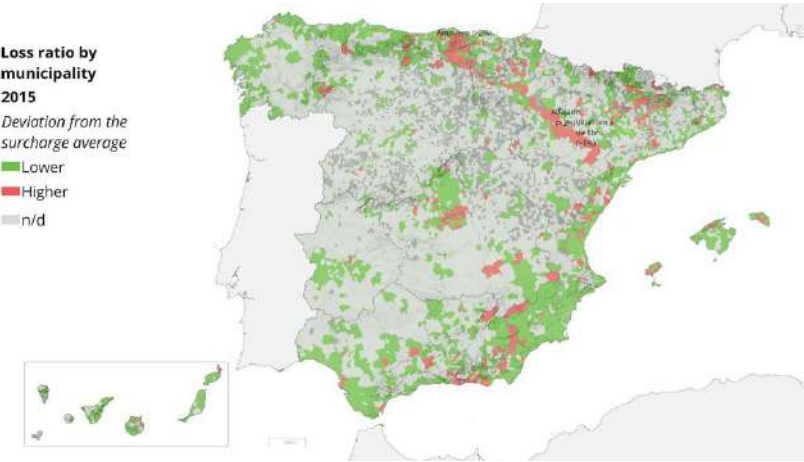 Loss ratio by
municipality
2015
Deviation from the
surcharge average
Lower
Higher
n/d